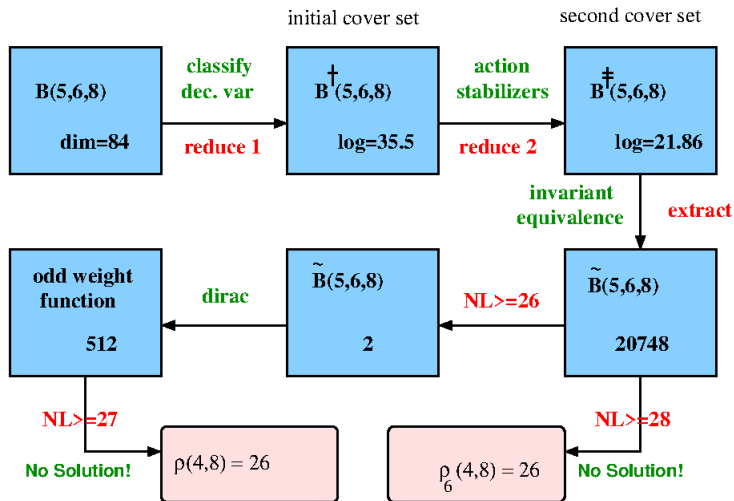 initial cover set
second cover set
B(5,6,8)
dim=84
classify
dec. var
reduce 1
B†(5,6,8)
log=35.5
action
stabilizers
reduce 2
B‡(5,6,8)
log=21.86
invariant
equivalence
extract
odd weight
function
512
dirac
B̃(5,6,8)
2
NL>=26
B̃(5,6,8)
20748
NL>=27
No Solution!
ρ(4,8) = 26
ρ₆(4,8) = 26
NL>=28
No Solution!